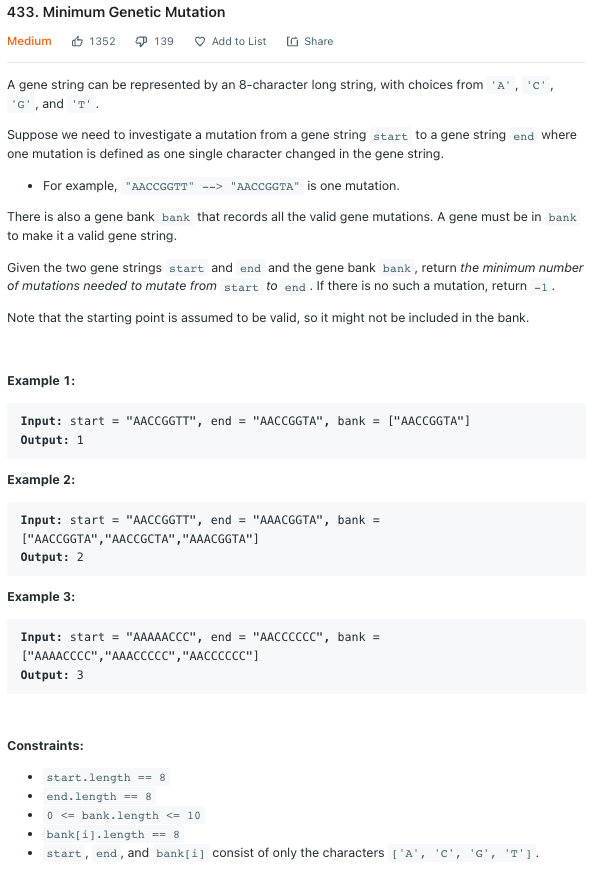 433. Minimum Genetic Mutation
Medium 1352 139 Add to List Share
A gene string can be represented by an 8-character long string, with choices from 'A', 'C',
'G', and 'T'.
Suppose we need to investigate a mutation from a gene string start to a gene string end where
one mutation is defined as one single character changed in the gene string.
• For example, "AACCGGTT" --> "AACCGGTA" is one mutation.
There is also a gene bank bank that records all the valid gene mutations. A gene must be in bank
to make it a valid gene string.
Given the two gene strings start and end and the gene bank bank, return the minimum number
of mutations needed to mutate from start to end. If there is no such a mutation, return -1.
Note that the starting point is assumed to be valid, so it might not be included in the bank.
Example 1:
Input: start = "AACCGGTT", end = "AACCGGTA", bank = ["AACCGGTA"]
Output: 1
Example 2:
Input: start = "AACCGGTT", end = "AAACGGTA", bank =
["AACCGGTA","AACCGCTA","AAACGGTA"]
Output: 2
Example 3:
Input: start = "AAAAACCC", end = "AACCCCCC", bank =
["AAAACCCC","AAACCCCC","AACCCCCC"]
Output: 3
Constraints:
• start.length == 8
• end.length == 8
• 0 <= bank.length <= 10
• bank[i].length == 8
• start, end, and bank[i] consist of only the characters ['A', 'C', 'G', 'T'].